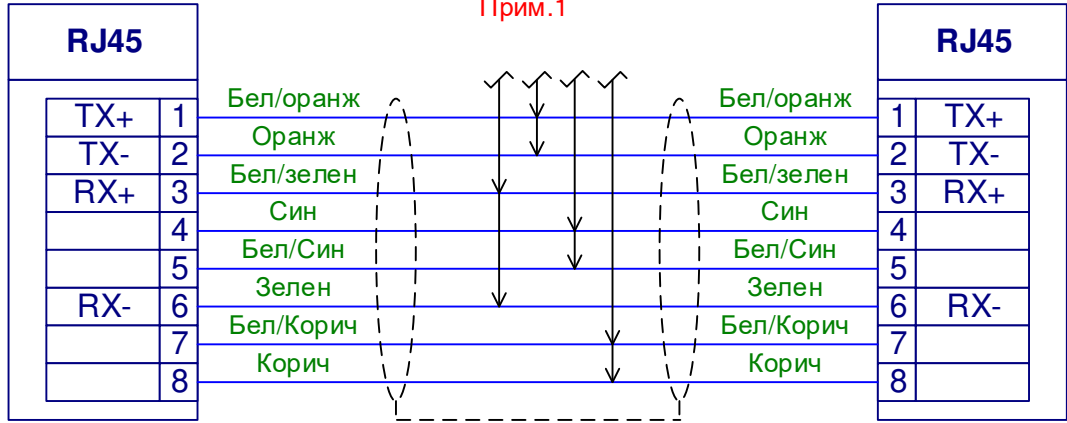 Прим.1
RJ45 RJ45
TX+ 1 Бел/оранж Бел/оранж 1 TX+
TX- 2 Оранж Оранж 2 TX-
RX+ 3 Бел/зелен Бел/зелен 3 RX+
4 Син Син 4
5 Бел/Син Бел/Син 5
RX- 6 Зелен Зелен 6 RX-
7 Бел/Корич Бел/Корич 7
8 Корич Корич 8